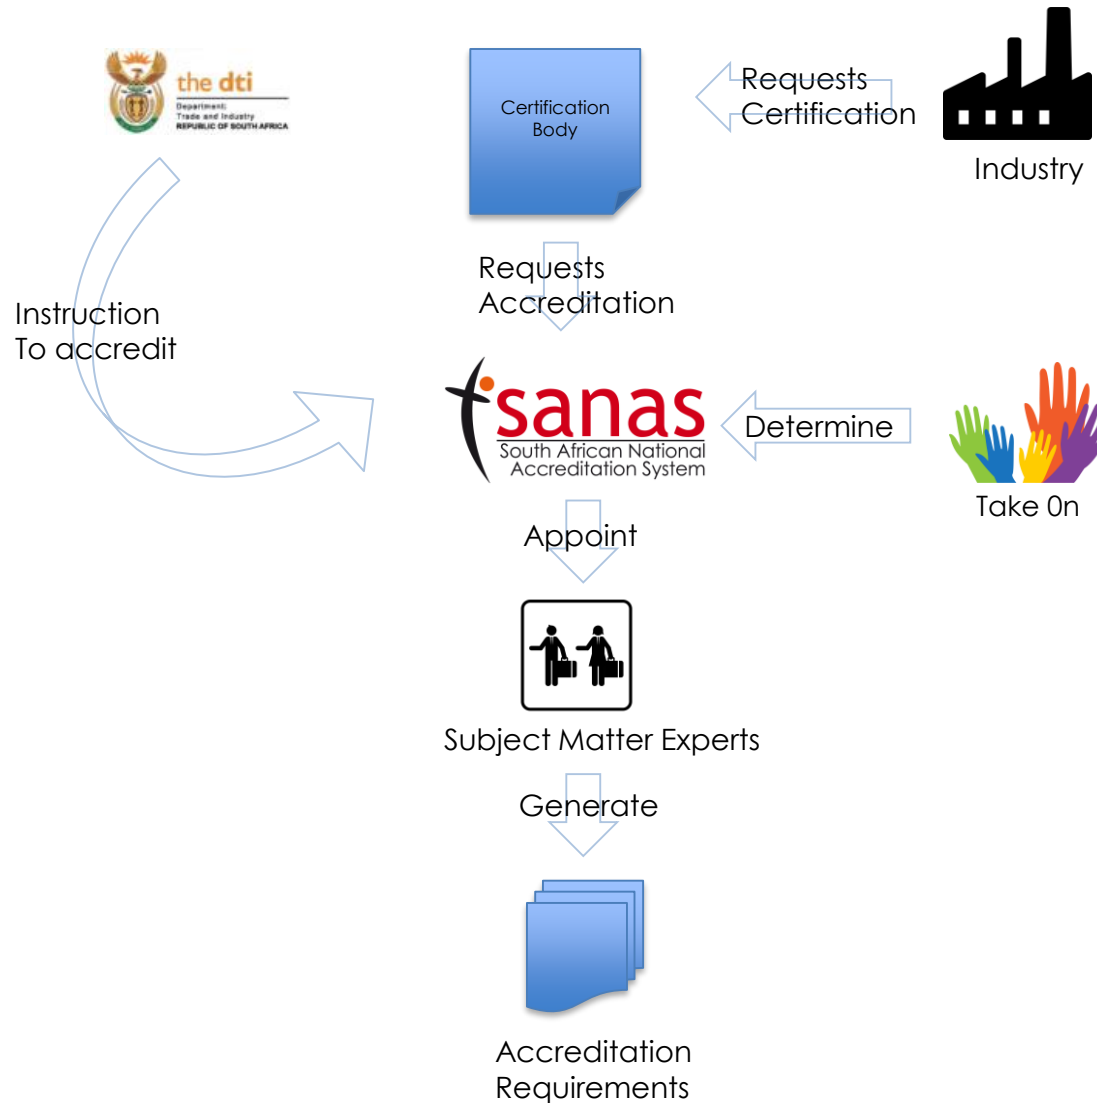 the dti
Department:
Trade and Industry
REPUBLIC OF SOUTH AFRICA
Certification
Body
Requests
Certification
Industry
Requests
Accreditation
Instruction
To accredit
sanas
South African National
Accreditation System
Determine
Take 0n
Appoint
Subject Matter Experts
Generate
Accreditation
Requirements